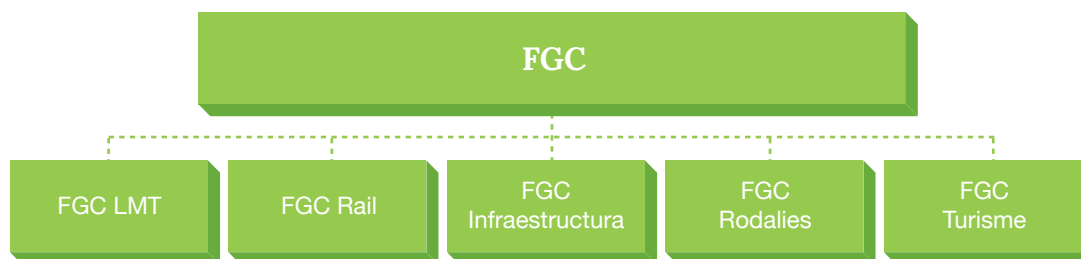 FGC
FGC LMT
FGC Rail
FGC
Infraestructura
FGC
Rodalies
FGC
Turisme